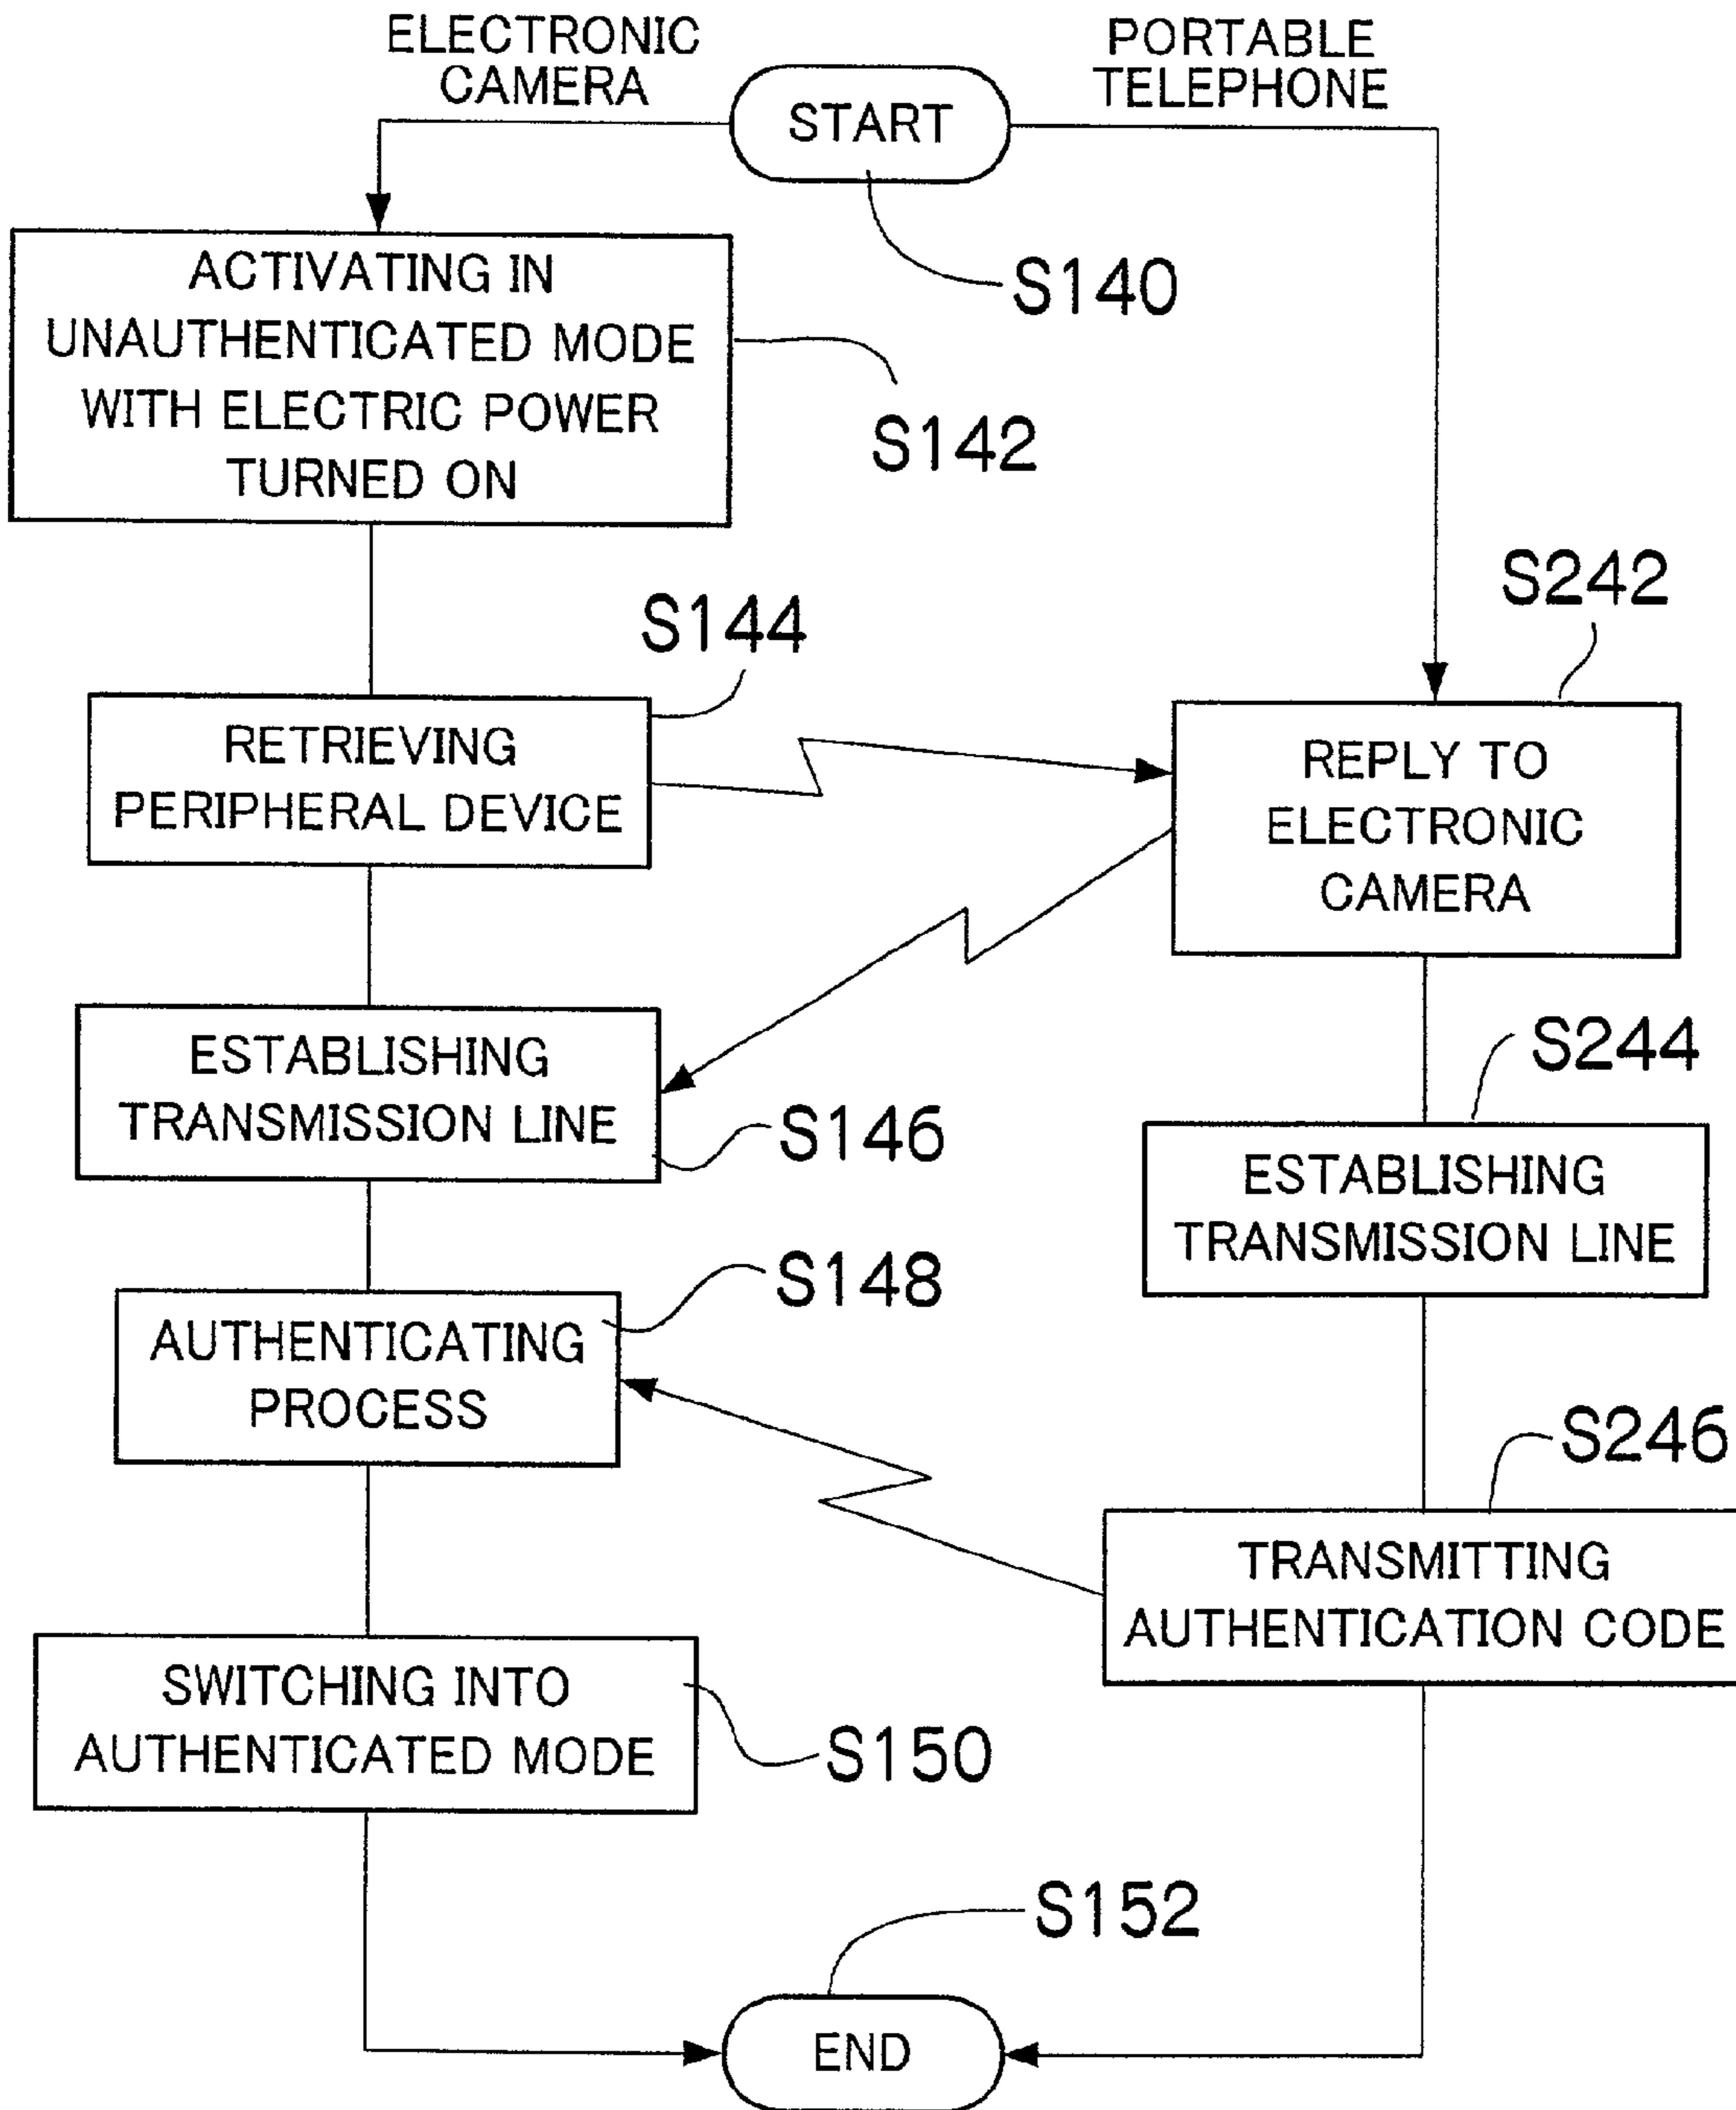 ELECTRONIC
CAMERA
PORTABLE
TELEPHONE
START
S140
ACTIVATING IN
UNAUTHENTICATED MODE
WITH ELECTRIC POWER
TURNED ON
S142
S242
S144
RETRIEVING
PERIPHERAL DEVICE
REPLY TO
ELECTRONIC
CAMERA
S244
ESTABLISHING
TRANSMISSION LINE
S146
ESTABLISHING
TRANSMISSION LINE
S148
AUTHENTICATING
PROCESS
S246
TRANSMITTING
AUTHENTICATION CODE
SWITCHING INTO
AUTHENTICATED MODE
S150
S152
END